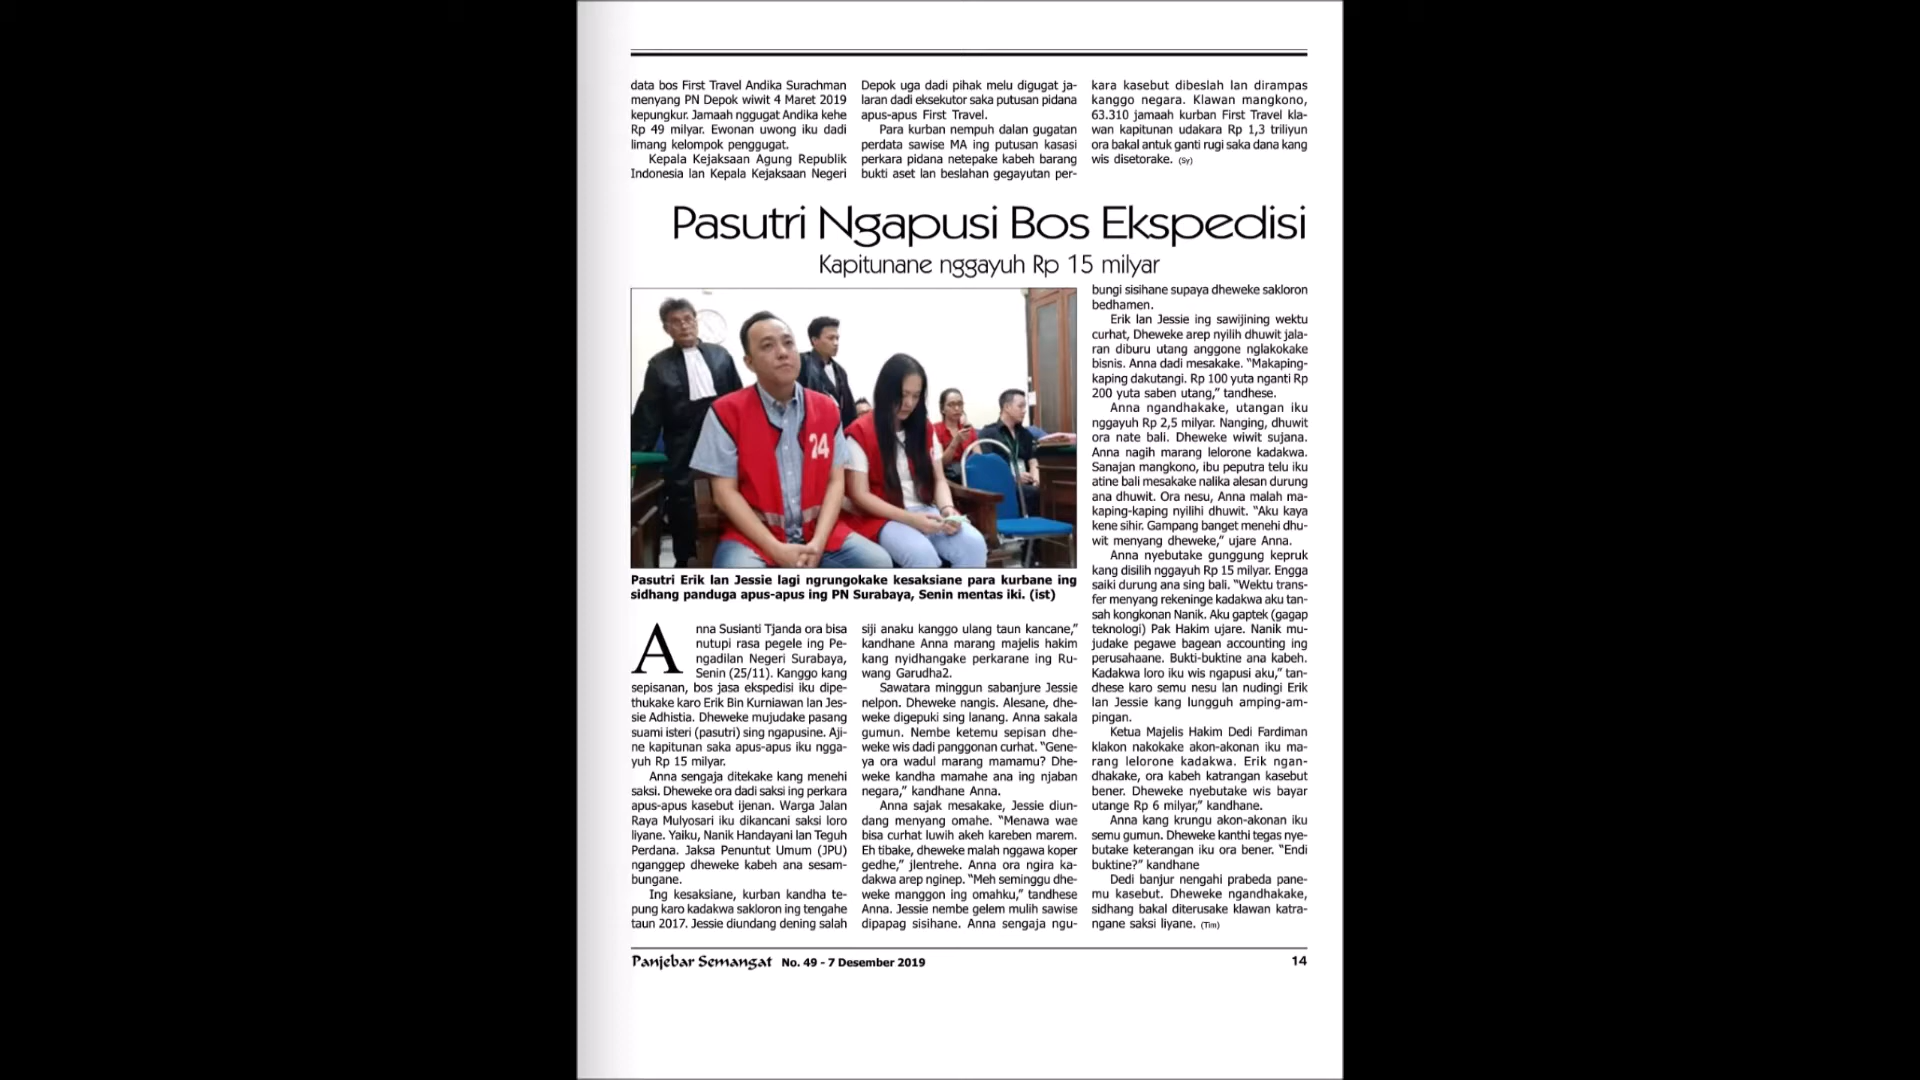 data bos First Travel Andika Surachman
menyang PN Depok wiwit 4 Maret 2019
kepungkur. Jamaah nggugat Andika kehe
Rp 49 milyar. Ewonan uwong iku dadi
limang kelompok penggugat.
Kepala Kejaksaan Agung Republik
Indonesia lan Kepala Kejaksaan Negeri
Depok uga dadi pihak melu digugat ja-
laran dadi eksekutor saka putusan pidana
apus-apus First Travel.
Para kurban nempuh dalan gugatan
perdata sawise MA ing putusan kasasi
perkara pidana netepake kabeh barang
bukti aset lan beslahan gegayutan per-
kara kasebut dibeslah lan dirampas
kanggo negara. Klawan mangkono,
63.310 jamaah kurban First Travel kla-
wan kapitunan udakara Rp 1,3 triliyun
ora bakal antuk ganti rugi saka dana kang
wis disetorake. (Sy)
Pasutri Ngapusi Bos Ekspedisi
Kapitunane nggayuh Rp 15 milyar
24
Pasutri Erik lan Jessie lagi ngrungokake kesaksiane para kurbane ing
sidhang panduga apus-apus ing PN Surabaya, Senin mentas iki. (ist)
Anna Susianti Tjanda ora bisa
nutupi rasa pegele ing Pe-
ngadilan Negeri Surabaya,
Senin (25/11). Kanggo kang
sepisanan, bos jasa ekspedisi iku dipe-
thukake karo Erik Bin Kurniawan lan Jes-
sie Adhistia. Dheweke mujudake pasang
suami isteri (pasutri) sing ngapusine. Aji-
ne kapitunan saka apus-apus iku ngga-
yuh Rp 15 milyar.
Anna sengaja ditekake kang menehi
saksi. Dheweke ora dadi saksi ing perkara
apus-apus kasebut ijenan. Warga Jalan
Raya Mulyosari iku dikancani saksi loro
liyane. Yaiku, Nanik Handayani lan Teguh
Perdana. Jaksa Penuntut Umum (JPU)
nganggep dheweke kabeh ana sesam-
bungane.
Ing kesaksiane, kurban kandha te-
pung karo kadakwa sakloron ing tengahe
taun 2017. Jessie diundang dening salah
siji anaku kanggo ulang taun kancane,”
kandhane Anna marang majelis hakim
kang nyidhangake perkarane ing Ru-
wang Garudha2.
Sawatara minggun sabanjure Jessie
nelpon. Dheweke nangis. Alesane, dhe-
weke digepuki sing lanang. Anna sakala
gumun. Nembe ketemu sepisan dhe-
weke wis dadi panggonan curhat. “Gene-
ya ora wadul marang mamamu? Dhe-
weke kandha mamahe ana ing njaban
negara,” kandhane Anna.
Anna sajak mesakake, Jessie diun-
dang menyang omahe. “Menawa wae
bisa curhat luwih akeh kareben marem.
Eh tibake, dheweke malah nggawa koper
gedhe,” jlentrehe. Anna ora ngira ka-
dakwa arep nginep. “Meh seminggu dhe-
weke manggon ing omahku,” tandhese
Anna. Jessie nembe gelem mulih sawise
dipapag sisihane. Anna sengaja ngu-
bungi sisihane supaya dheweke sakloron
bedhamen.
Erik lan Jessie ing sawijining wektu
curhat, Dheweke arep nyilih dhuwit jala-
ran diburu utang anggone nglakokake
bisnis. Anna dadi mesakake. “Makaping-
kaping dakutangi. Rp 100 yuta nganti Rp
200 yuta saben utang,” tandhese.
Anna ngandhakake, utangan iku
nggayuh Rp 2,5 milyar. Nanging, dhuwit
ora nate bali. Dheweke wiwit sujana.
Anna nagih marang lelorone kadakwa.
Sanajan mangkono, ibu peputra telu iku
atine bali mesakake nalika alesan durung
ana dhuwit. Ora nesu, Anna malah ma-
kaping-kaping nyilihi dhuwit. “Aku kaya
kene sihir. Gampang banget menehi dhu-
wit menyang dheweke,” ujare Anna.
Anna nyebutake gunggung kepruk
kang disilih nggayuh Rp 15 milyar. Engga
saiki durung ana sing bali. “Wektu trans-
fer menyang rekeninge kadakwa aku tan-
sah kongkonan Nanik. Aku gaptek (gagap
teknologi) Pak Hakim ujare. Nanik mu-
judake pegawe bagean accounting ing
perusahaane. Bukti-buktine ana kabeh.
Kadakwa loro iku wis ngapusi aku,” tan-
dhese karo semu nesu lan nudingi Erik
lan Jessie kang lungguh amping-am-
pingan.
Ketua Majelis Hakim Dedi Fardiman
klakon nakokake akon-akonan iku ma-
rang lelorone kadakwa. Erik ngan-
dhakake, ora kabeh katrangan kasebut
bener. Dheweke nyebutake wis bayar
utange Rp 6 milyar,” kandhane.
Anna kang krungu akon-akonan iku
semu gumun. Dheweke kanthi tegas nye-
butake keterangan iku ora bener. “Endi
buktine?” kandhane
Dedi banjur nengahi prabeda pane-
mu kasebut. Dheweke ngandhakake,
sidhang bakal diterusake klawan katra-
ngane saksi liyane. (Tim)
Panjebar Semangat No. 49 - 7 Desember 2019
14